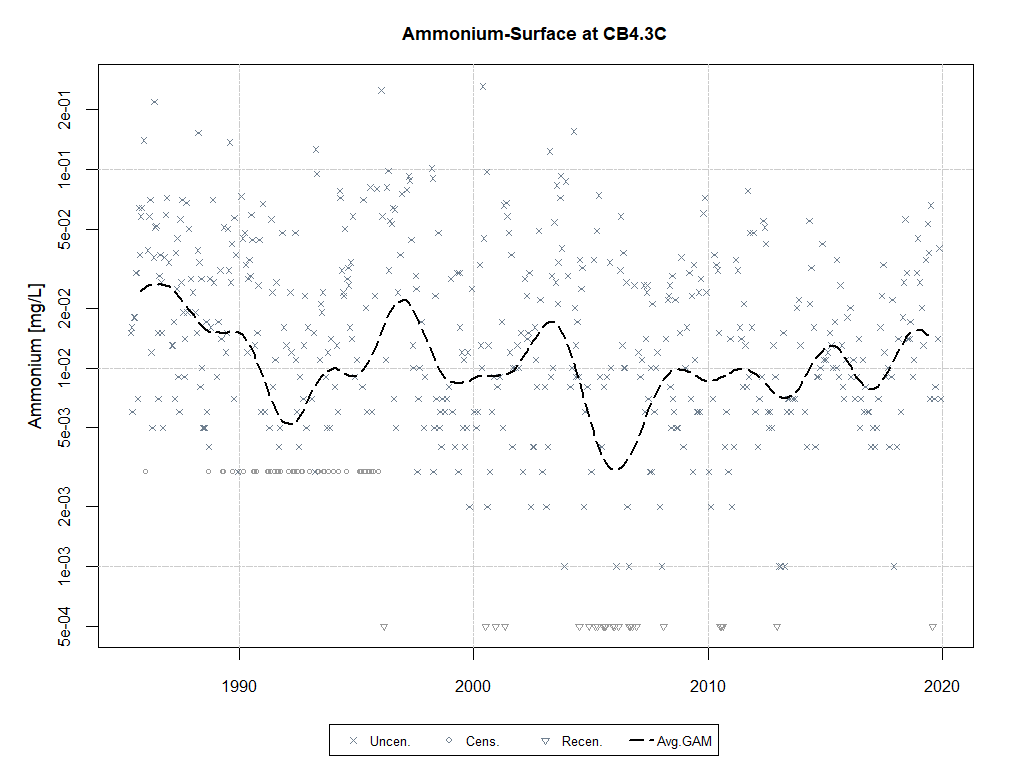 Ammonium-Surface at CB4.3C
Ammonium [mg/L]
2e-01
1e-01
5e-02
2e-02
1e-02
5e-03
2e-03
1e-03
5e-04
1990 2000 2010 2020
Uncen. Cens. Recen. Avg.GAM